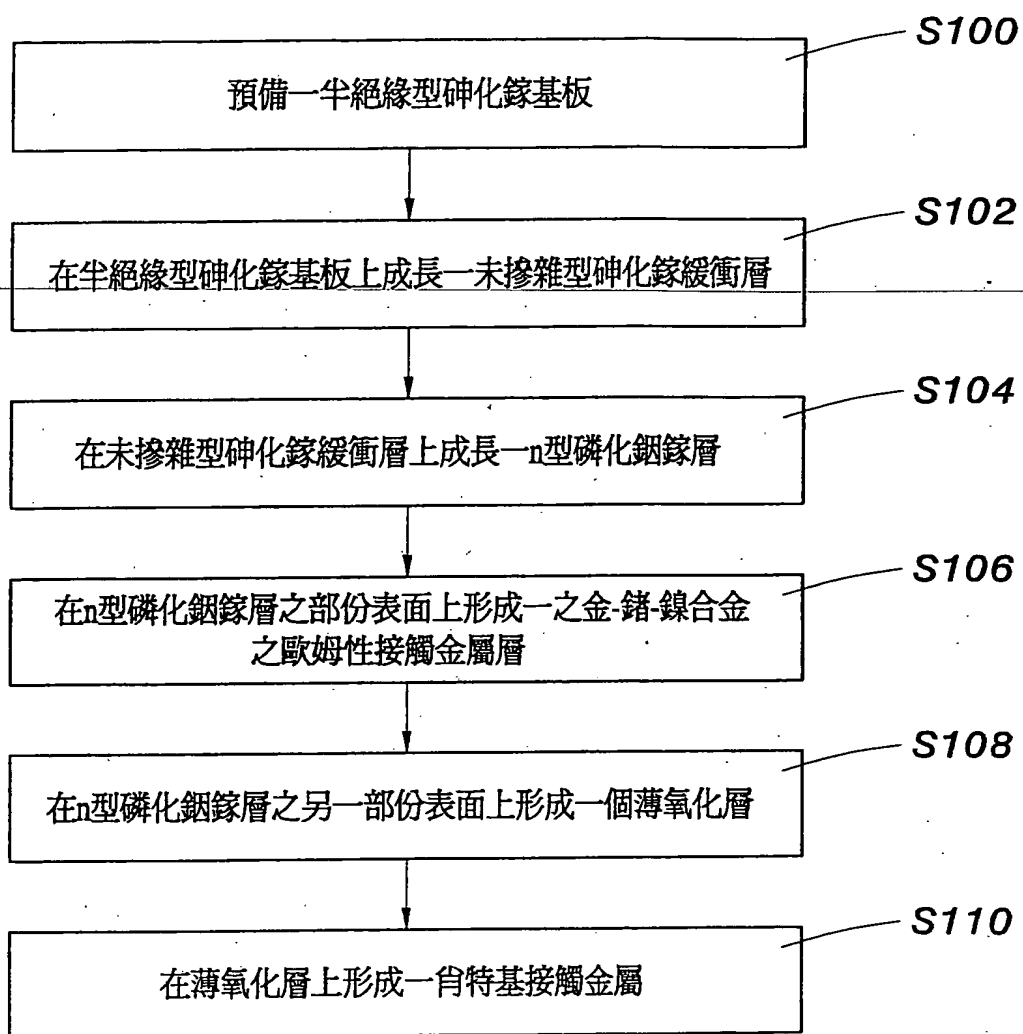 S100
預備一半絕緣型砷化鎵基板
S102
在半絕緣型砷化鎵基板上成長一未摻雜型砷化鎵緩衝層
S104
在未摻雜型砷化鎵緩衝層上成長一n型磷化銦鎵層
S106
在n型磷化銦鎵層之部份表面上形成一之金-鍺-鎳合金
之歐姆性接觸金屬層
S108
在n型磷化銦鎵層之另一部份表面上形成一個薄氧化層
S110
在薄氧化層上形成一肖特基接觸金屬